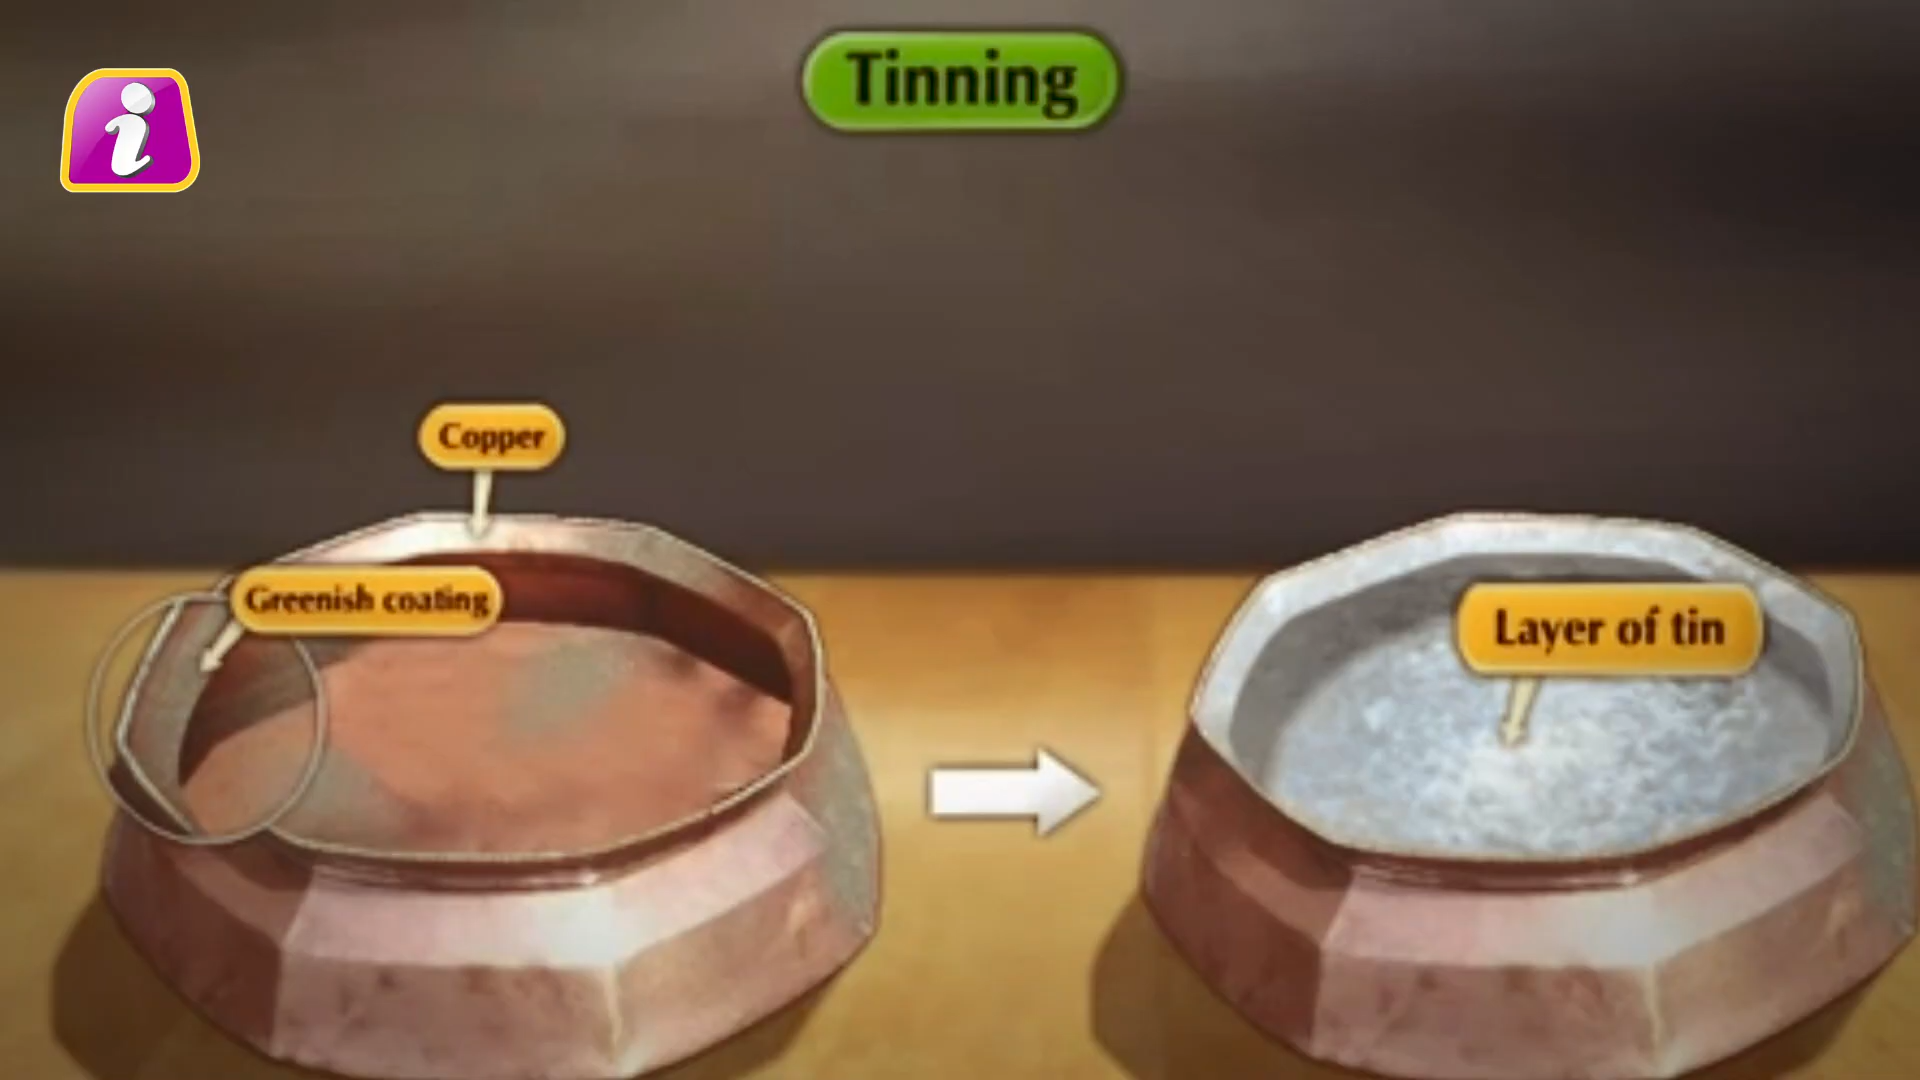 Tinning
i
Copper
Greenish coating
Layer of tin